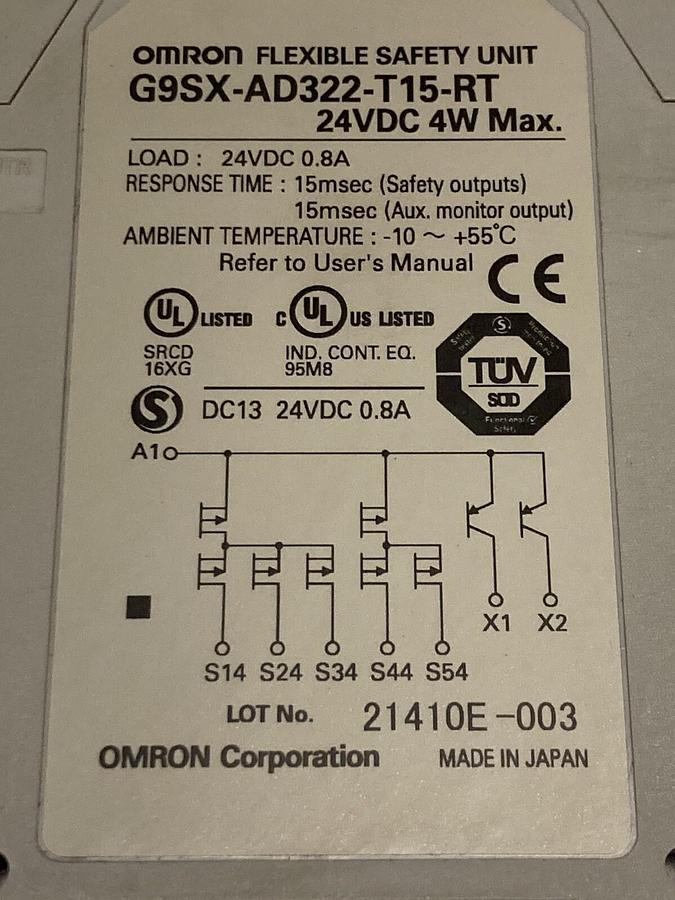 OMRON FLEXIBLE SAFETY UNIT
G9SX-AD322-T15-RT
24VDC 4W Max.
LOAD : 24VDC 0.8A
RESPONSE TIME : 15msec (Safety outputs)
15msec (Aux. monitor output)
AMBIENT TEMPERATURE : -10 ～ +55℃
Refer to User's Manual
CE
UL LISTED
C UL US LISTED
SRCD
16XG
IND. CONT. EQ.
95M8
TÜV
SÜD
Functional
Safety
S
DC13 24VDC 0.8A
A1
X1 X2
S14 S24 S34 S44 S54
LOT No. 21410E-003
OMRON Corporation MADE IN JAPAN